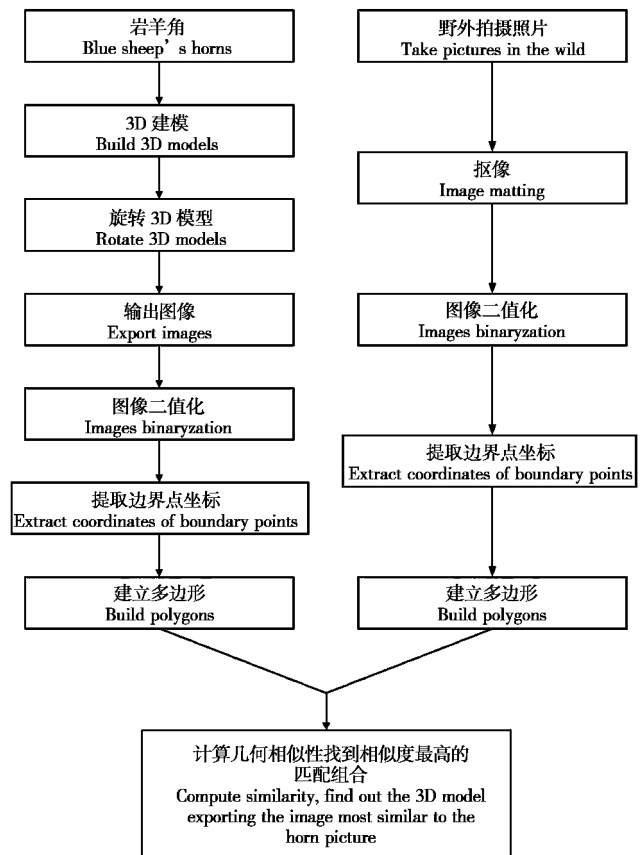 岩羊角
Blue sheep's horns
3D 建模
Build 3D models
旋转 3D 模型
Rotate 3D models
输出图像
Export images
图像二值化
Images binaryzation
提取边界点坐标
Extract coordinates of boundary points
建立多边形
Build polygons
野外拍摄照片
Take pictures in the wild
抠像
Image matting
图像二值化
Images binaryzation
提取边界点坐标
Extract coordinates of boundary points
建立多边形
Build polygons
计算几何相似性找到相似度最高的
匹配组合
Compute similarity, find out the 3D model
exporting the image most similar to the
horn picture